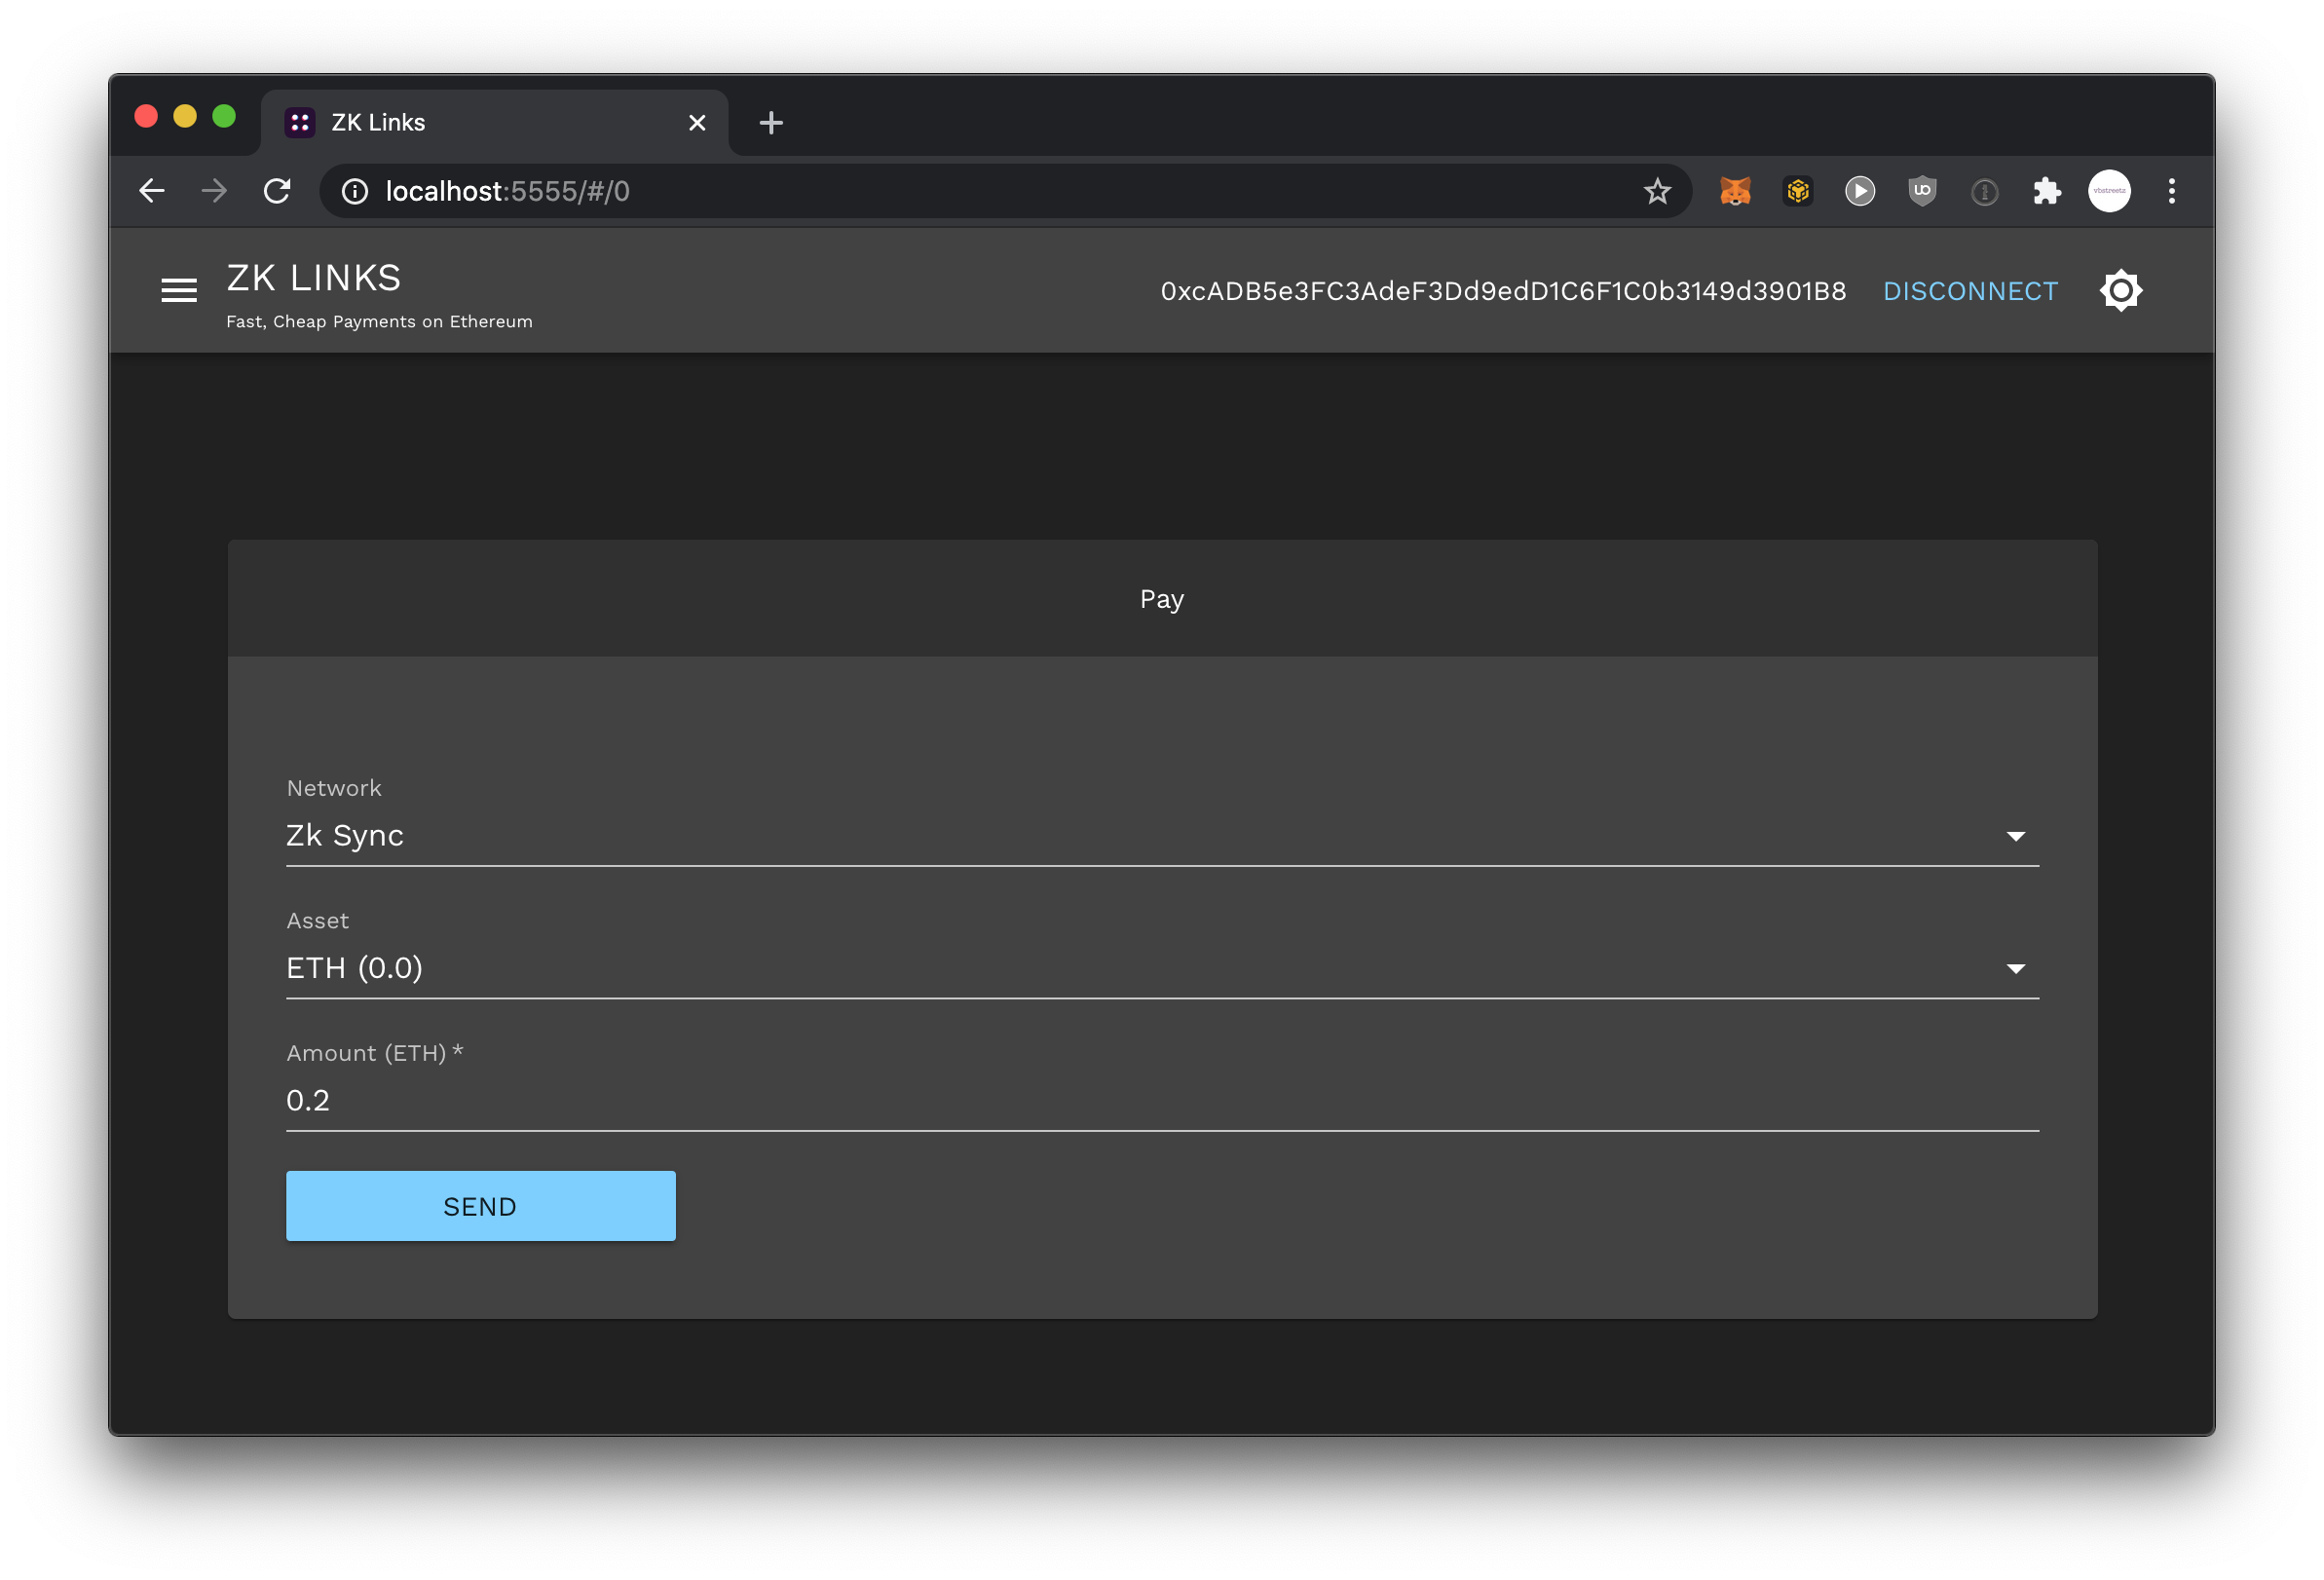 ZK Links
localhost:5555/#/0
vbstreetz
ZK LINKS
Fast, Cheap Payments on Ethereum
0xcADB5e3FC3AdeF3Dd9edD1C6F1C0b3149d3901B8
DISCONNECT
Pay
Network
Zk Sync
Asset
ETH (0.0)
Amount (ETH) *
0.2
SEND